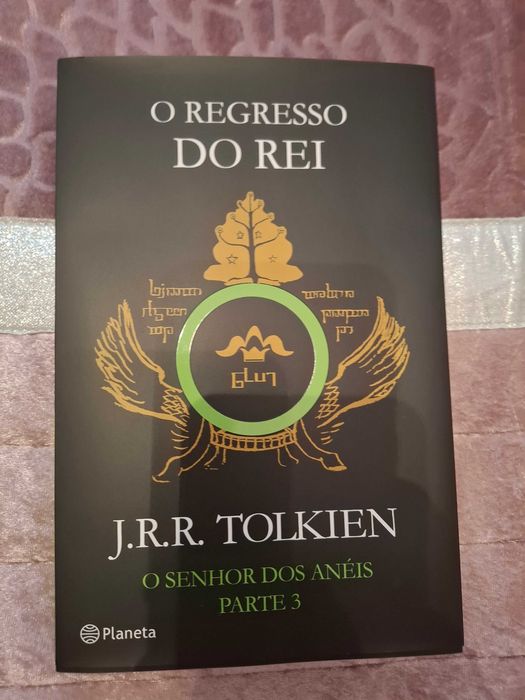 O REGRESSO
DO REI
J.R.R. TOLKIEN
O SENHOR DOS ANÉIS
PARTE 3
Planeta